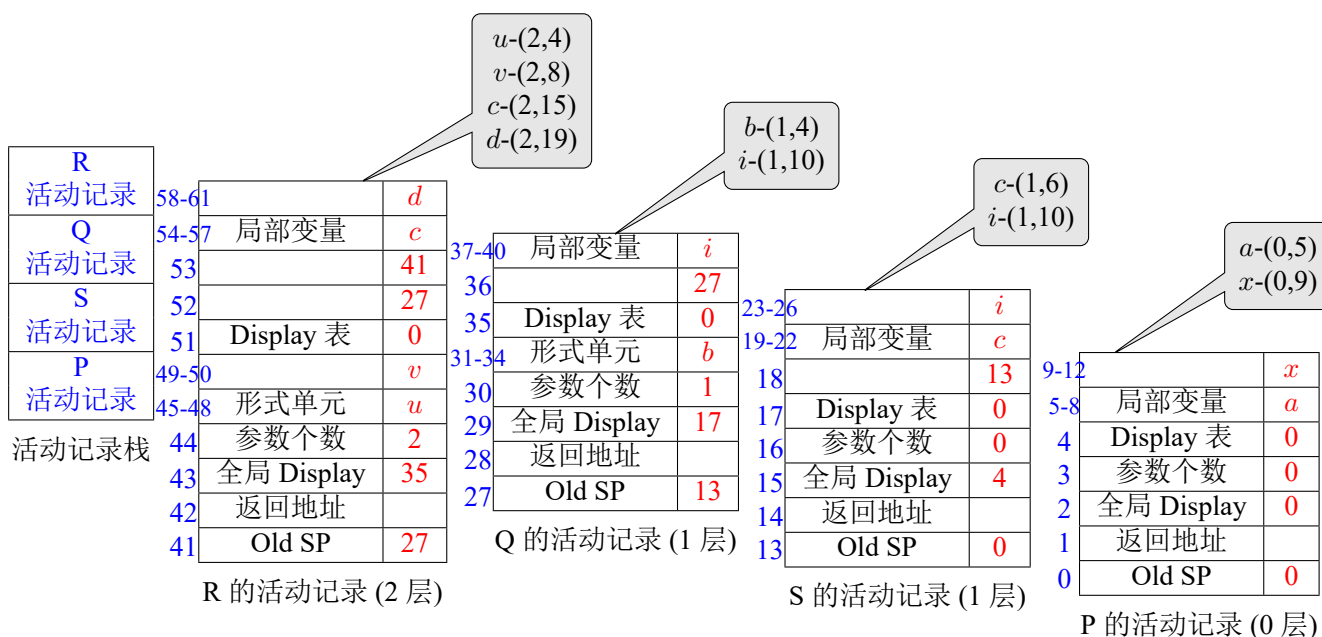 u-(2,4)
v-(2,8)
c-(2,15)
d-(2,19)
b-(1,4)
i-(1,10)
c-(1,6)
i-(1,10)
a-(0,5)
x-(0,9)
R
活动记录
Q
活动记录
S
活动记录
P
活动记录
活动记录栈
58-61 d
54-57 局部变量 c
53 41
52 27
51 Display 表 0
49-50 v
45-48 形式单元 u
44 参数个数 2
43 全局 Display 35
42 返回地址
41 Old SP 27
R 的活动记录 (2 层)
37-40 局部变量 i
36 27
35 Display 表 0
31-34 形式单元 b
30 参数个数 1
29 全局 Display 17
28 返回地址
27 Old SP 13
Q 的活动记录 (1 层)
23-26 i
19-22 局部变量 c
18 13
17 Display 表 0
16 参数个数 0
15 全局 Display 4
14 返回地址
13 Old SP 0
S 的活动记录 (1 层)
9-12 x
5-8 局部变量 a
4 Display 表 0
3 参数个数 0
2 全局 Display 0
1 返回地址
0 Old SP 0
P 的活动记录 (0 层)